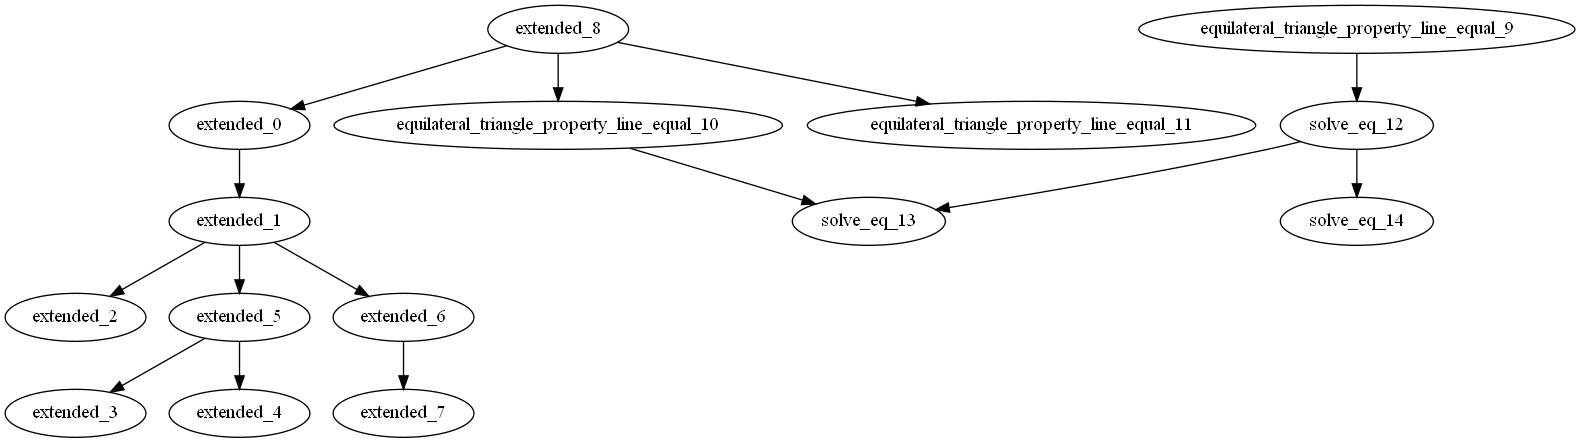 extended_8
equilateral_triangle_property_line_equal_9
extended_0
equilateral_triangle_property_line_equal_10
equilateral_triangle_property_line_equal_11
solve_eq_12
extended_1
solve_eq_13
solve_eq_14
extended_2
extended_5
extended_6
extended_3
extended_4
extended_7